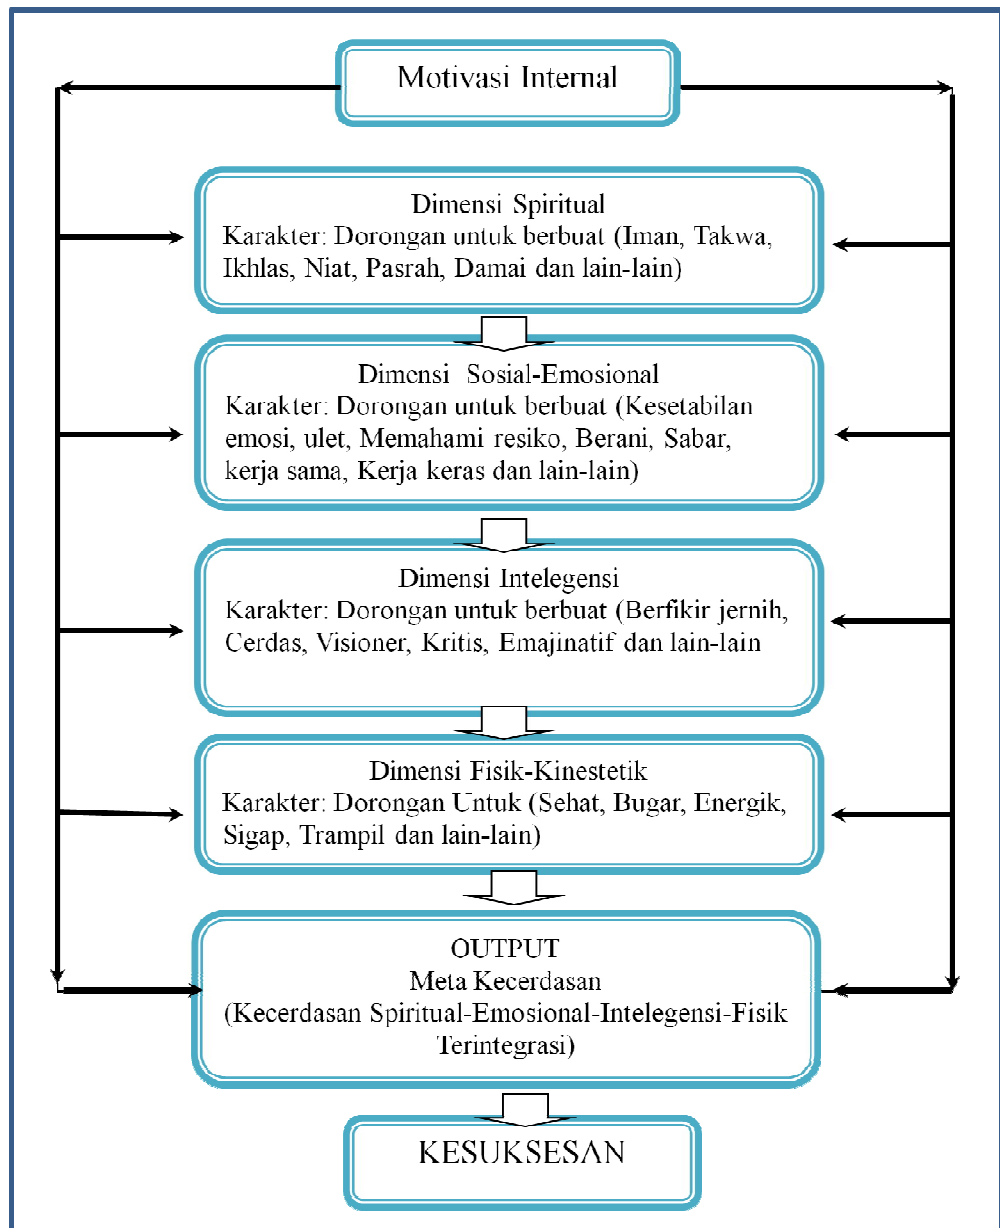 Motivasi Internal
Dimensi Spiritual
Karakter: Dorongan untuk berbuat (Iman, Takwa,
Ikhlas, Niat, Pasrah, Damai dan lain-lain)
Dimensi Sosial-Emosional
Karakter: Dorongan untuk berbuat (Kesetabilan
emosi, ulet, Memahami resiko, Berani, Sabar,
kerja sama, Kerja keras dan lain-lain)
Dimensi Intelegensi
Karakter: Dorongan untuk berbuat (Berfikir jernih,
Cerdas, Visioner, Kritis, Emajinatif dan lain-lain
Dimensi Fisik-Kinestetik
Karakter: Dorongan Untuk (Sehat, Bugar, Energik,
Sigap, Trampil dan lain-lain)
OUTPUT
Meta Kecerdasan
(Kecerdasan Spiritual-Emosional-Intelegensi-Fisik
Terintegrasi)
KESUKSESAN